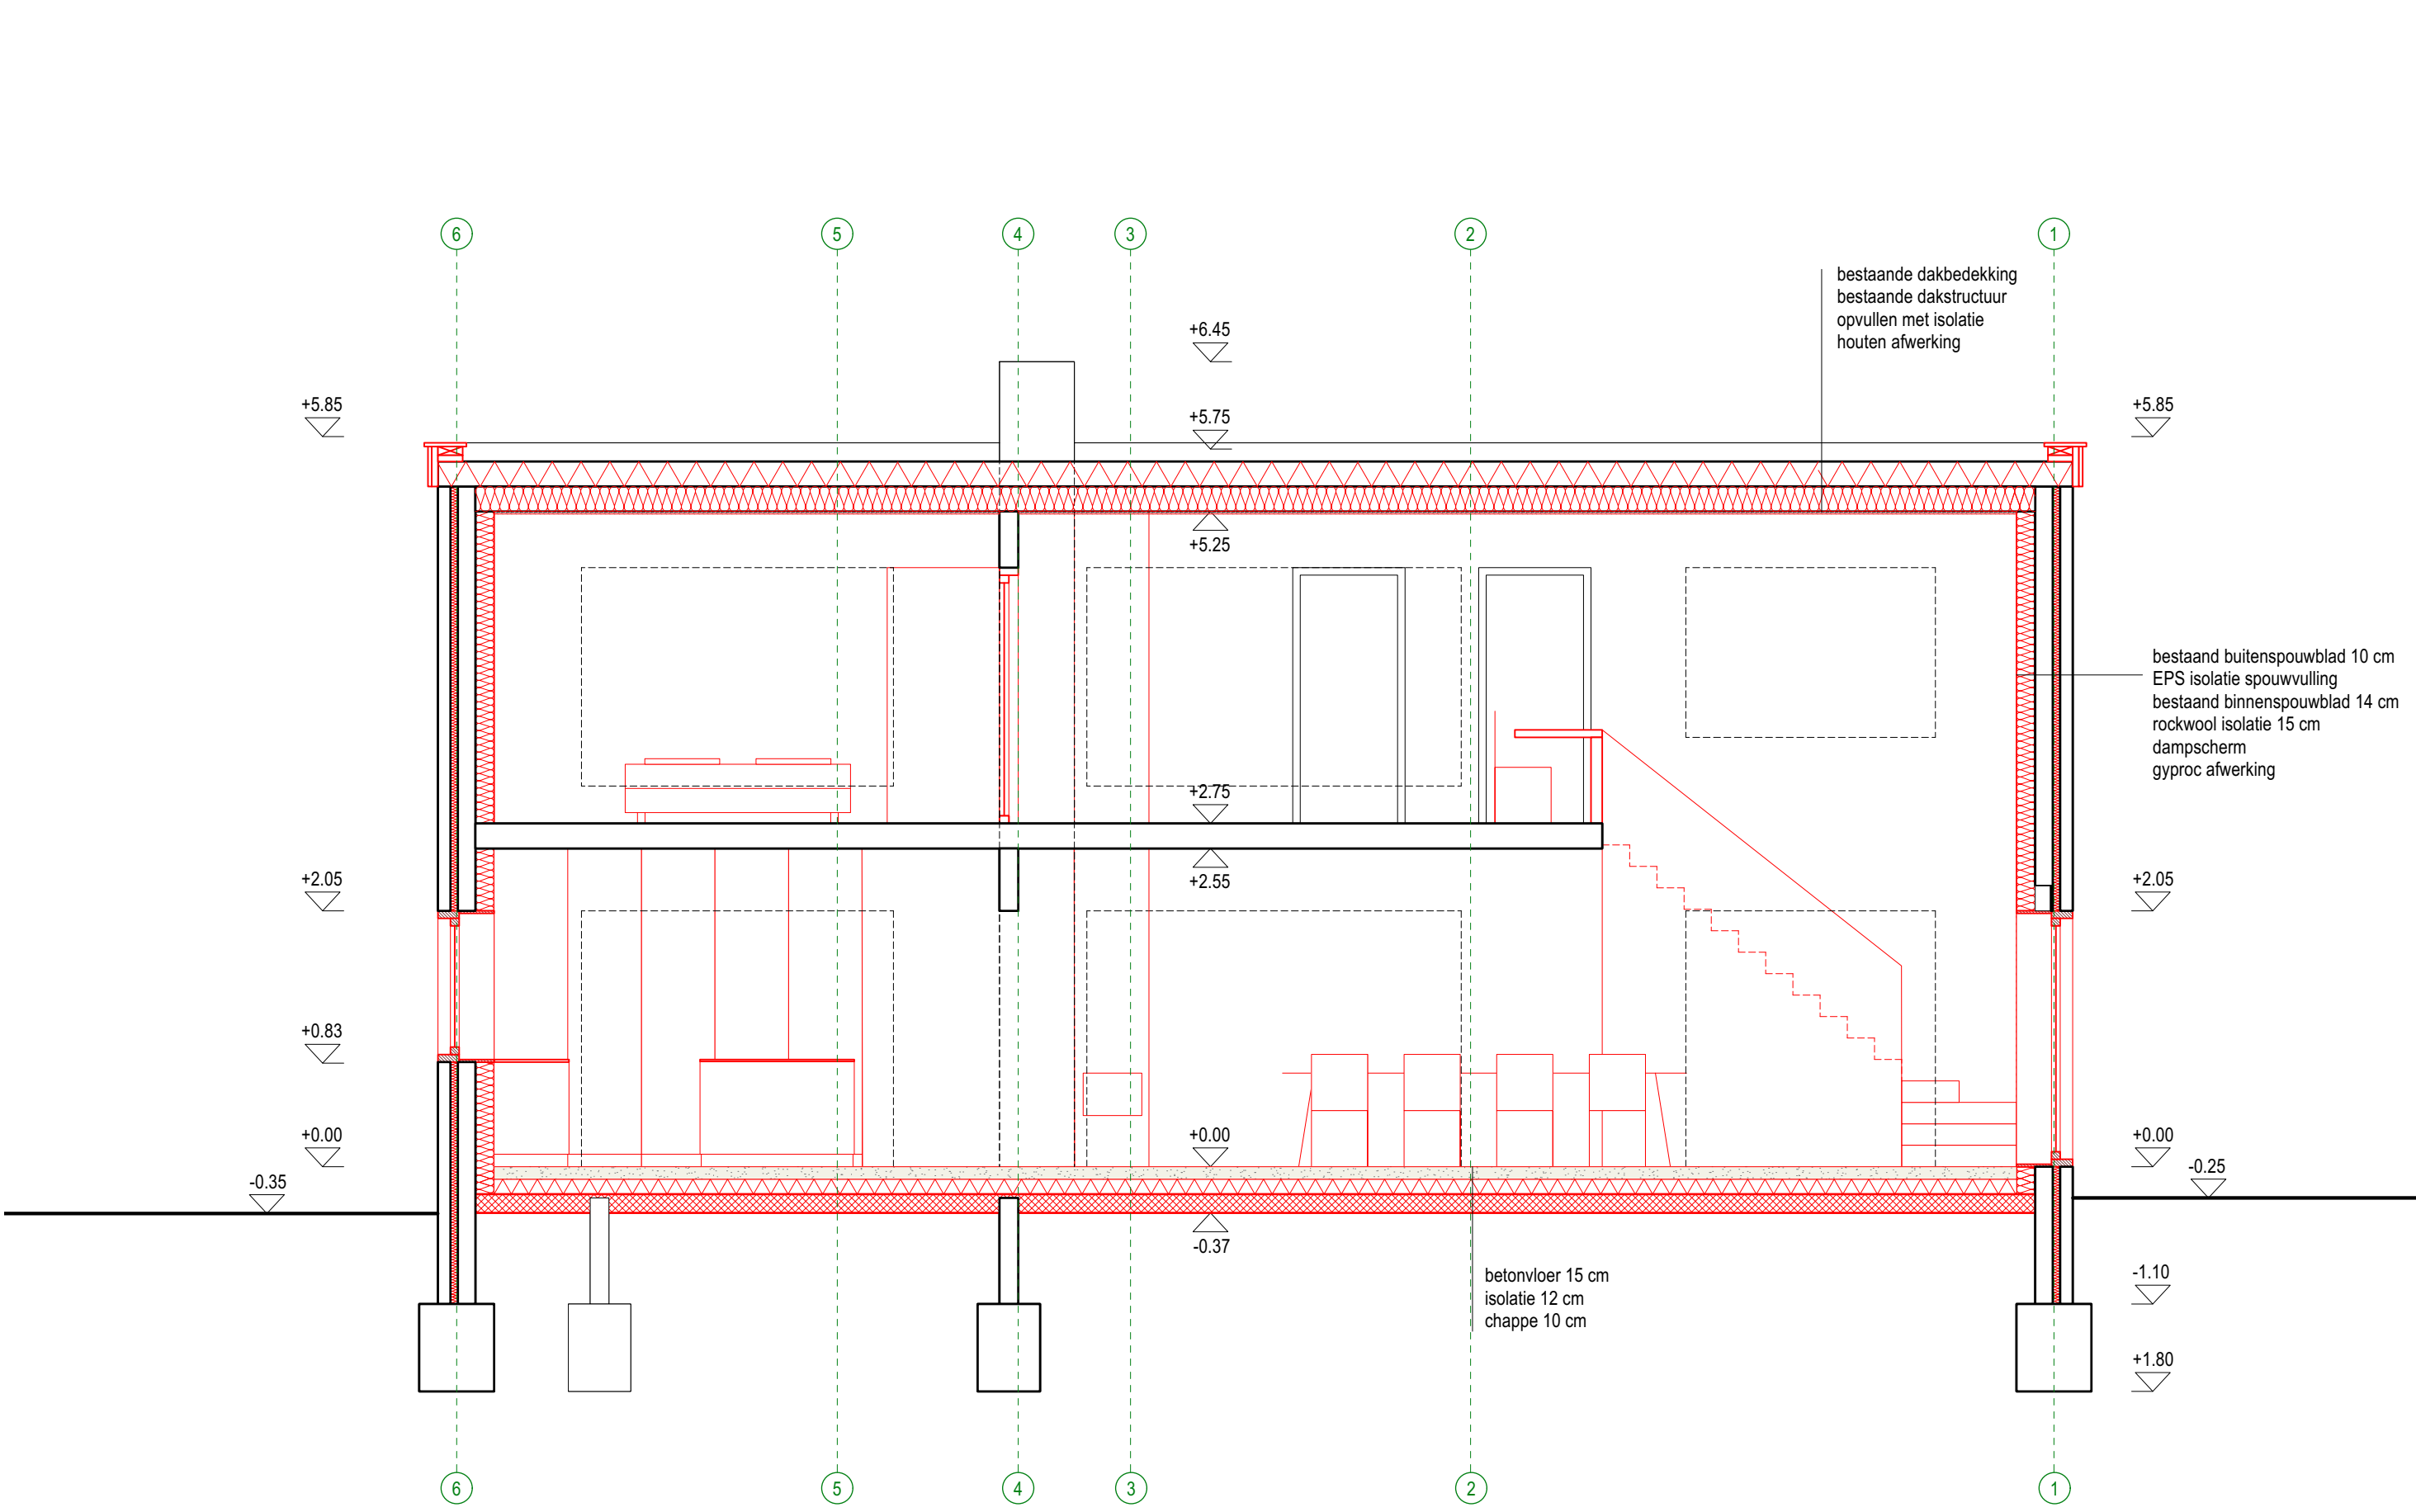 6
5
4
3
2
1
bestaande dakbedekking
bestaande dakstructuur
opvullen met isolatie
houten afwerking
+6.45
+5.85
+5.75
+5.85
+5.25
bestaand buitenspouwblad 10 cm
EPS isolatie spouwvulling
bestaand binnenspouwblad 14 cm
rockwool isolatie 15 cm
dampscherm
gyproc afwerking
+2.75
+2.05
+2.55
+2.05
+0.83
+0.00
+0.00
+0.00
-0.35
-0.25
-0.37
betonvloer 15 cm
isolatie 12 cm
chappe 10 cm
-1.10
+1.80
6
5
4
3
2
1